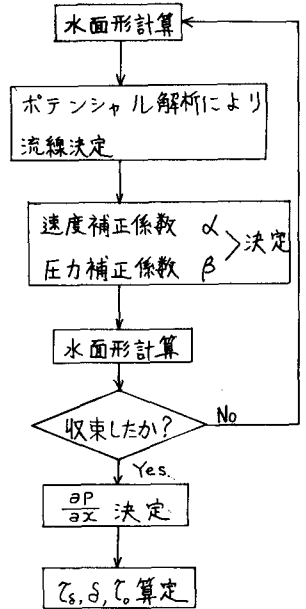 水面形計算
ポテンシャル解析により
流線決定
速度補正係数 α
圧力補正係数 β
＞決定
水面形計算
収束したか?
No
Yes.
∂P/∂x 決定
τδ, δ, τ₀ 算定